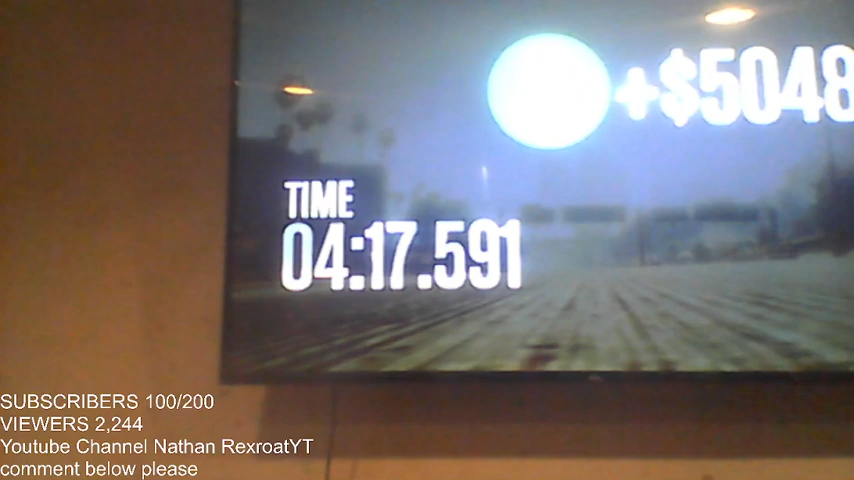 +$5048
TIME
04:17.591
SUBSCRIBERS 100/200
VIEWERS 2,244
Youtube Channel Nathan RexroatYT
comment below please